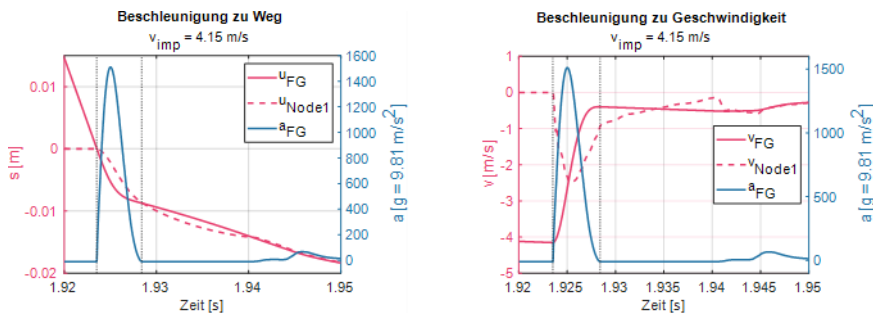 Beschleunigung zu Weg
v_imp = 4.15 m/s
0.01
0
-0.01
-0.02
s [m]
1600
1400
1200
1000
800
600
400
200
0
a [g = 9.81 m/s²]
u_FG
u_Node1
a_FG
1.92
1.93
1.94
1.95
Zeit [s]
Beschleunigung zu Geschwindigkeit
v_imp = 4.15 m/s
1
0
-1
-2
-3
-4
-5
v [m/s]
1500
1000
500
0
a [g = 9.81 m/s²]
v_FG
v_Node1
a_FG
1.92
1.925
1.93
1.935
1.94
1.945
1.95
Zeit [s]